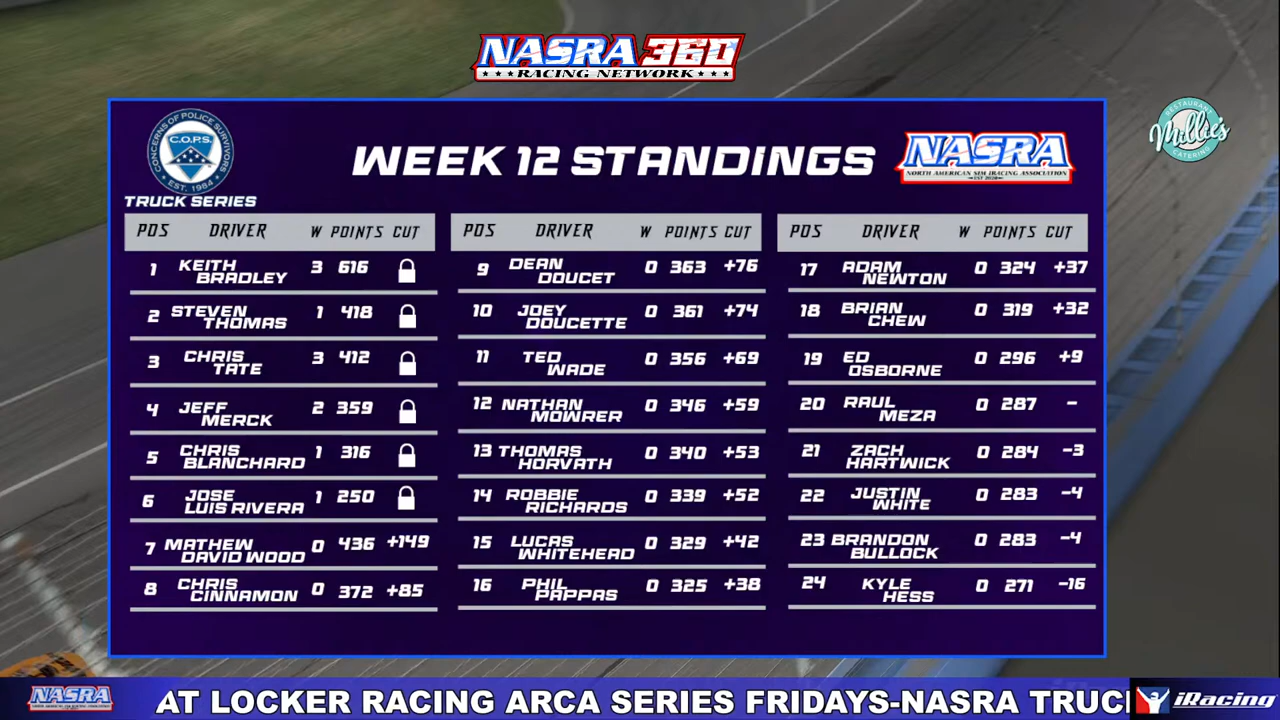 NASRA 360
RACING NETWORK
CONCERNS OF POLICE SURVIVORS
C.O.P.S.
EST. 1984
TRUCK SERIES
WEEK 12 STANDINGS
NASRA
NORTH AMERICAN SIM IRACING ASSOCIATION
RESTAURANT
Millie's
CATERING
POS DRIVER W POINTS CUT
1 KEITH BRADLEY 3 616
2 STEVEN THOMAS 1 418
3 CHRIS TATE 3 412
4 JEFF MERCK 2 359
5 CHRIS BLANCHARD 1 316
6 JOSE LUIS RIVERA 1 250
7 MATHEW DAVID WOOD 0 436 +149
8 CHRIS CINNAMON 0 372 +85
POS DRIVER W POINTS CUT
9 DEAN DOUCET 0 363 +76
10 JOEY DOUCETTE 0 361 +74
11 TED WADE 0 356 +69
12 NATHAN MOWRER 0 346 +59
13 THOMAS HORVATH 0 340 +53
14 ROBBIE RICHARDS 0 339 +52
15 LUCAS WHITEHEAD 0 329 +42
16 PHIL PAPPAS 0 325 +38
POS DRIVER W POINTS CUT
17 ADAM NEWTON 0 324 +37
18 BRIAN CHEW 0 319 +32
19 ED OSBORNE 0 296 +9
20 RAUL MEZA 0 287 -
21 ZACH HARTWICK 0 284 -3
22 JUSTIN WHITE 0 283 -4
23 BRANDON BULLOCK 0 283 -4
24 KYLE HESS 0 271 -16
NASRA
AT LOCKER RACING ARCA SERIES FRIDAYS-NASRA TRUC
iRacing